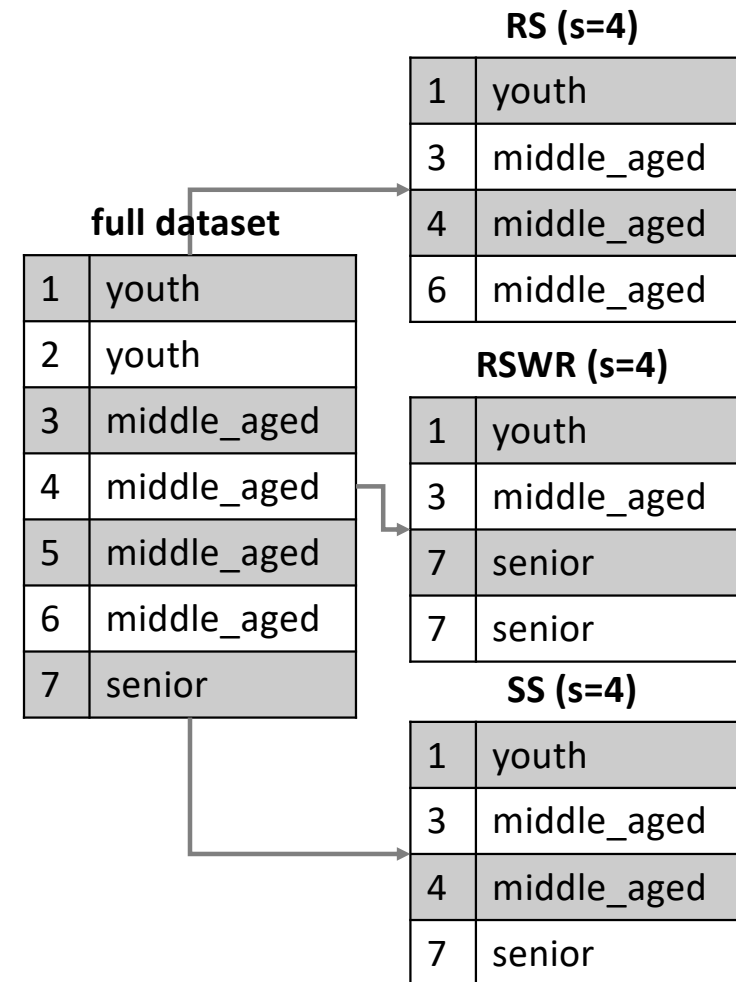 full dataset
1 youth
2 youth
3 middle_aged
4 middle_aged
5 middle_aged
6 middle_aged
7 senior
RS (s=4)
1 youth
3 middle_aged
4 middle_aged
6 middle_aged
RSWR (s=4)
1 youth
3 middle_aged
7 senior
7 senior
SS (s=4)
1 youth
3 middle_aged
4 middle_aged
7 senior